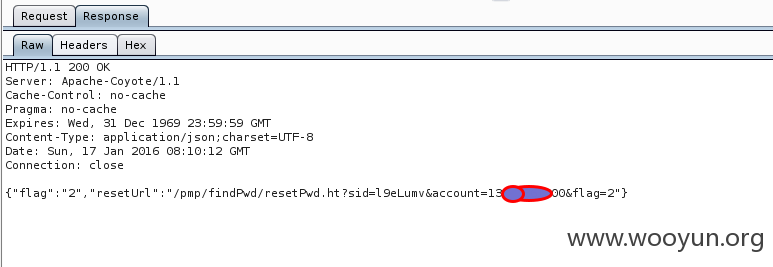 Request Response
Raw Headers Hex
HTTP/1.1 200 OK
Server: Apache-Coyote/1.1
Cache-Control: no-cache
Pragma: no-cache
Expires: Wed, 31 Dec 1969 23:59:59 GMT
Content-Type: application/json;charset=UTF-8
Date: Sun, 17 Jan 2016 08:10:12 GMT
Connection: close
{"flag":"2","resetUrl":"/pmp/findPwd/resetPwd.ht?sid=l9eLumv&account=13 00&flag=2"}
www.wooyun.org